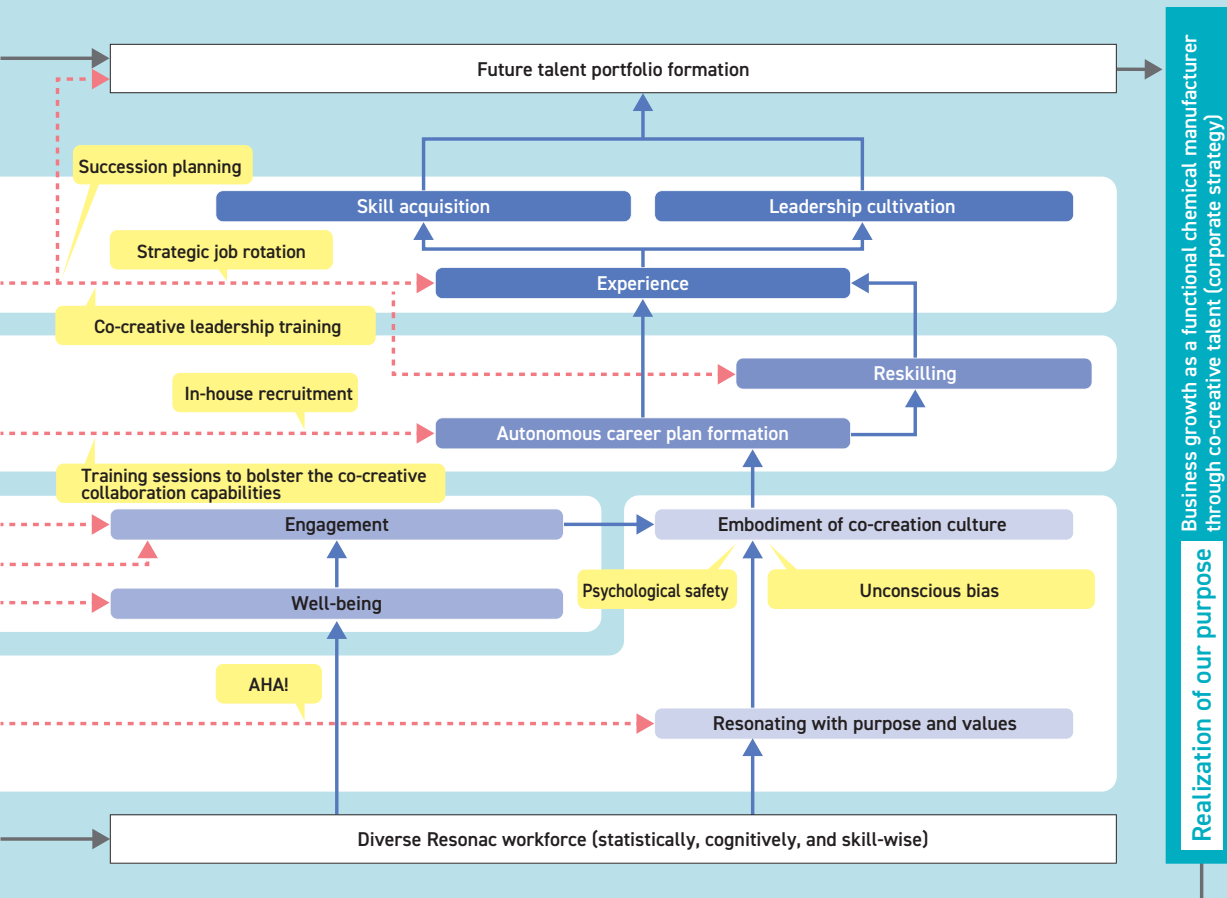 Future talent portfolio formation
Succession planning
Skill acquisition
Leadership cultivation
Strategic job rotation
Experience
Co-creative leadership training
Reskilling
In-house recruitment
Autonomous career plan formation
Training sessions to bolster the co-creative
collaboration capabilities
Engagement
Embodiment of co-creation culture
Psychological safety
Unconscious bias
Well-being
AHA!
Resonating with purpose and values
Diverse Resonac workforce (statistically, cognitively, and skill-wise)
Realization of our purpose
Business growth as a functional chemical manufacturer
through co-creative talent (corporate strategy)